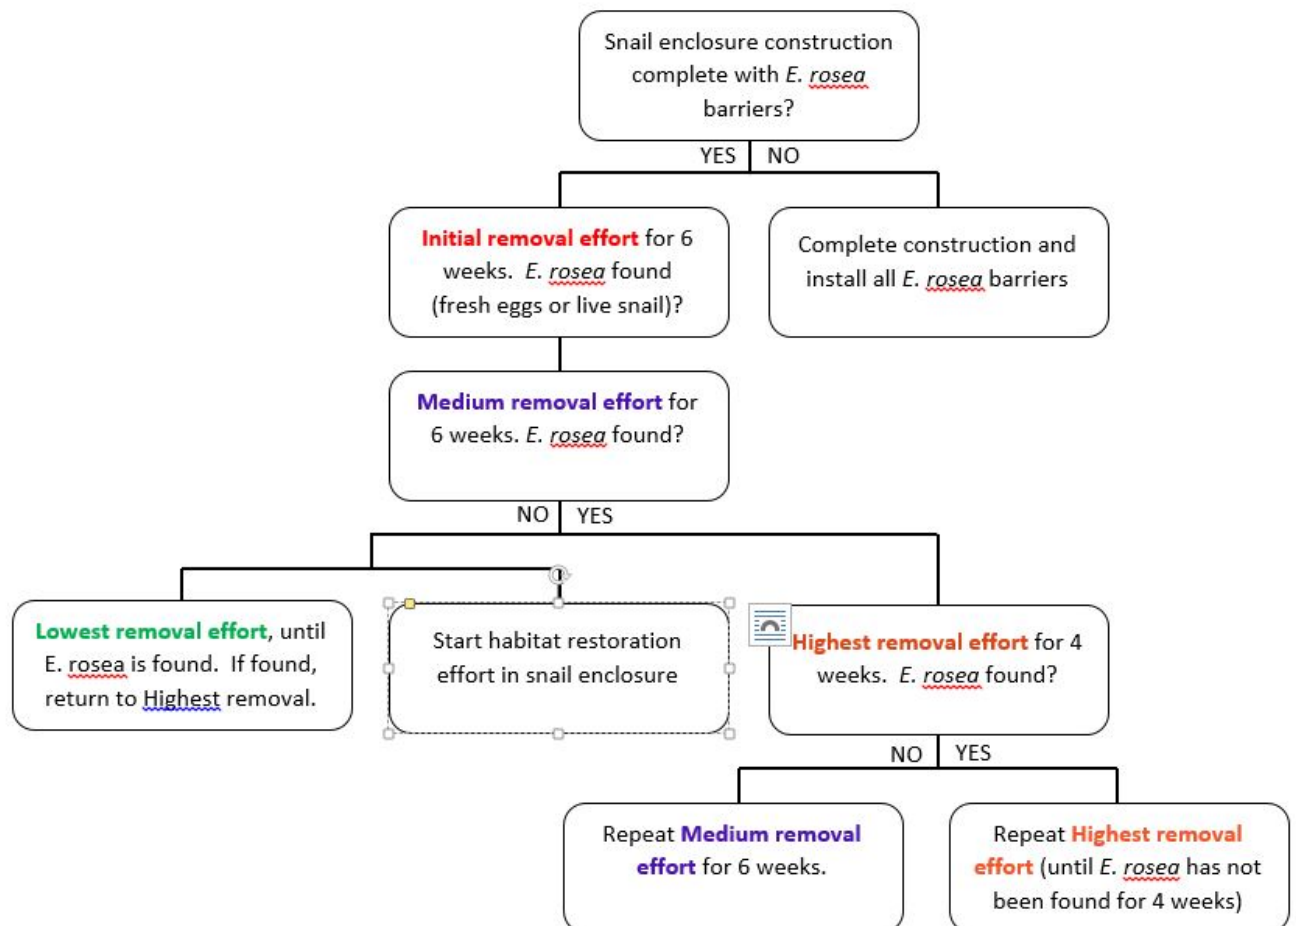 Snail enclosure construction
complete with E. rosea
barriers?
YES NO
Initial removal effort for 6
weeks. E. rosea found
(fresh eggs or live snail)?
Complete construction and
install all E. rosea barriers
Medium removal effort for
6 weeks. E. rosea found?
NO YES
Lowest removal effort, until
E. rosea is found. If found,
return to Highest removal.
Start habitat restoration
effort in snail enclosure
Highest removal effort for 4
weeks. E. rosea found?
NO YES
Repeat Medium removal
effort for 6 weeks.
Repeat Highest removal
effort (until E. rosea has not
been found for 4 weeks)